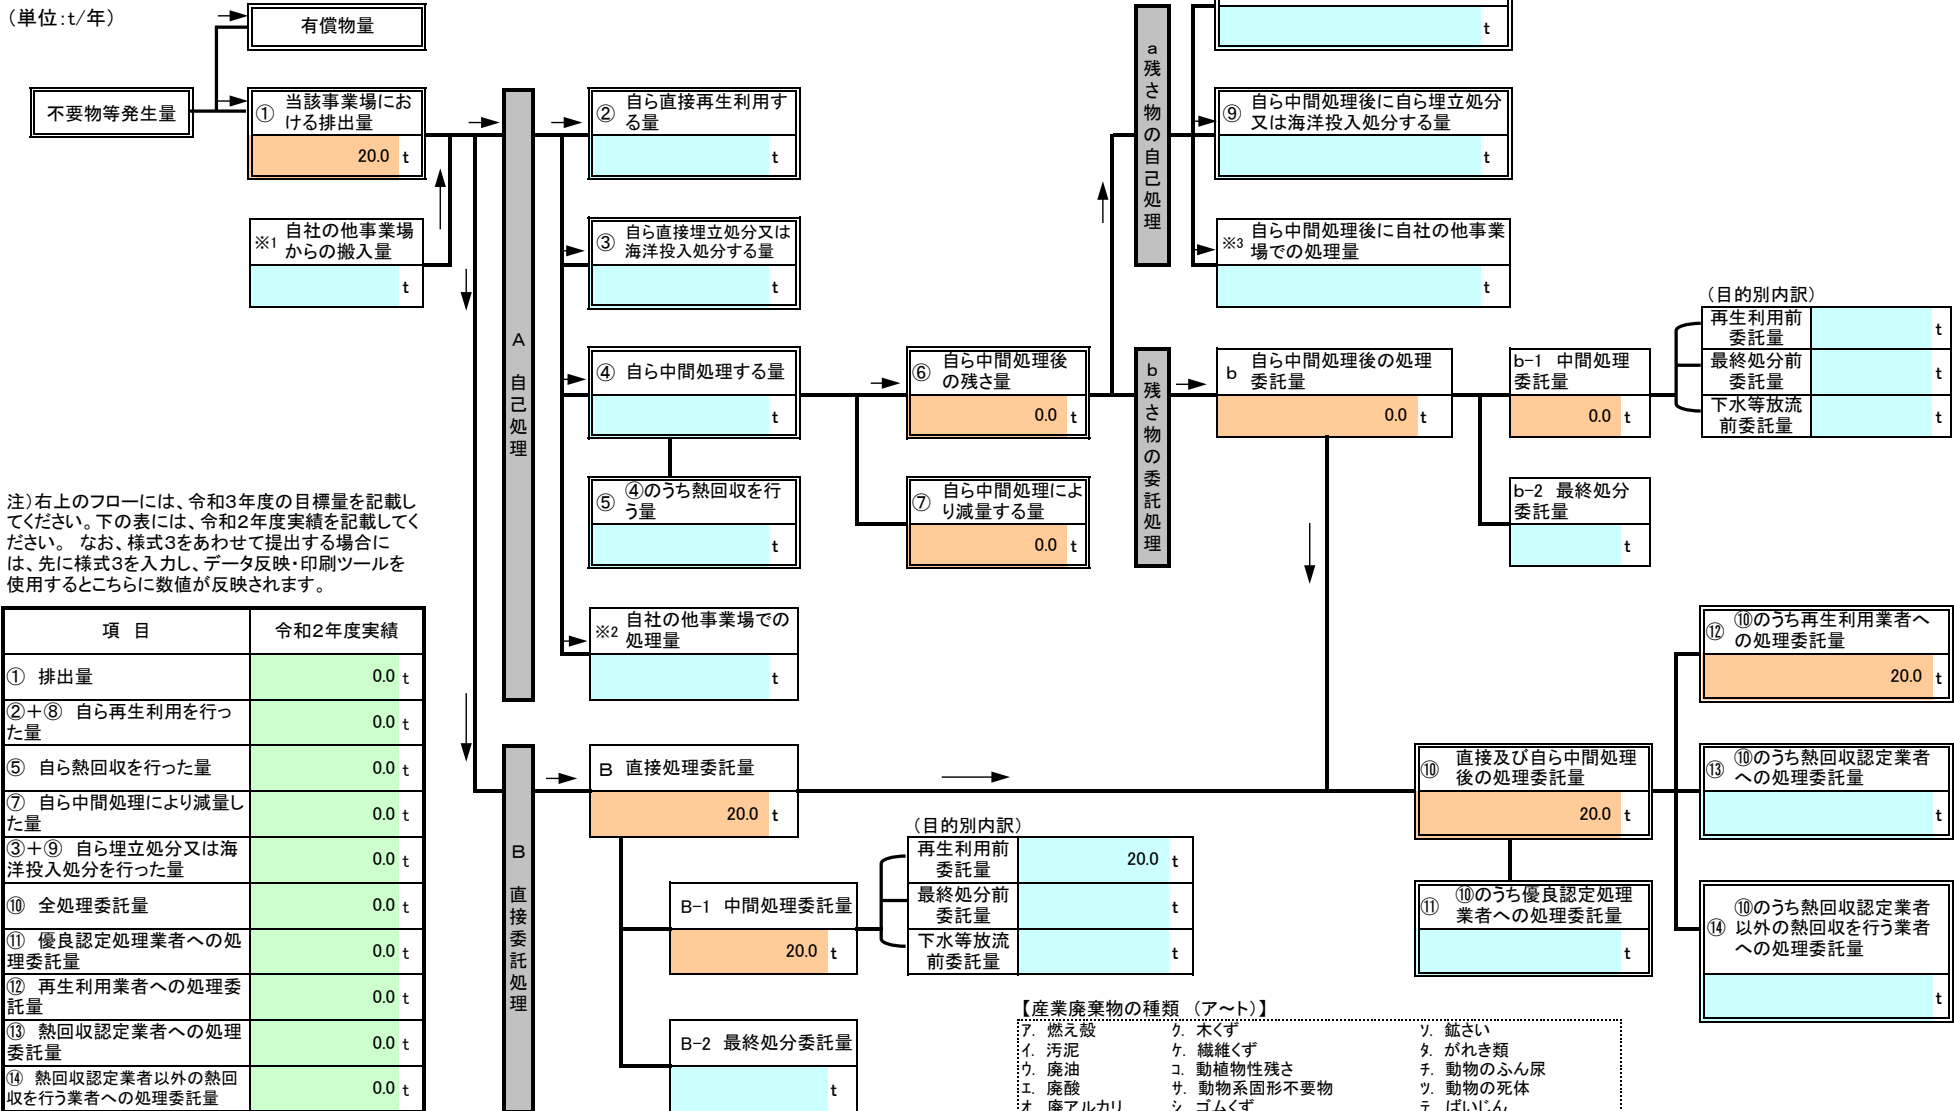 (単位:t/年)
有償物量
不要物等発生量
① 当該事業場にお
ける排出量
20.0 t
※1 自社の他事業場
からの搬入量
t
A 自己処理
② 自ら直接再生利用す
る量
t
③ 自ら直接埋立処分又は
海洋投入処分する量
t
④ 自ら中間処理する量
t
⑤ ④のうち熱回収を行
う量
t
※2 自社の他事業場での
処理量
t
⑥ 自ら中間処理後
の残さ量
0.0 t
⑦ 自ら中間処理によ
り減量する量
0.0 t
a 残さ物の自己処理
t
⑨ 自ら中間処理後に自ら埋立処分
又は海洋投入処分する量
t
※3 自ら中間処理後に自社の他事業
場での処理量
t
b 残さ物の委託処理
b 自ら中間処理後の処理
委託量
0.0 t
b-1 中間処理
委託量
0.0 t
(目的別内訳)
再生利用前
委託量
t
最終処分前
委託量
t
下水等放流
前委託量
t
b-2 最終処分
委託量
t
注)右上のフローには、令和3年度の目標量を記載し
てください。下の表には、令和2年度実績を記載してく
ださい。 なお、様式3をあわせて提出する場合に
は、先に様式3を入力し、データ反映・印刷ツールを
使用するとこちらに数値が反映されます。
項 目 令和2年度実績
① 排出量 0.0 t
②+⑧ 自ら再生利用を行っ
た量 0.0 t
⑤ 自ら熱回収を行った量 0.0 t
⑦ 自ら中間処理により減量し
た量 0.0 t
③+⑨ 自ら埋立処分又は海
洋投入処分を行った量 0.0 t
⑩ 全処理委託量 0.0 t
⑪ 優良認定処理業者への処
理委託量 0.0 t
⑫ 再生利用業者への処理委
託量 0.0 t
⑬ 熱回収認定業者への処理
委託量 0.0 t
⑭ 熱回収認定業者以外の熱回
収を行う業者への処理委託量 0.0 t
B 直接委託処理
B 直接処理委託量
20.0 t
B-1 中間処理委託量
20.0 t
(目的別内訳)
再生利用前
委託量
20.0 t
最終処分前
委託量
t
下水等放流
前委託量
t
B-2 最終処分委託量
t
⑩ 直接及び自ら中間処理
後の処理委託量
20.0 t
⑪ ⑩のうち優良認定処理
業者への処理委託量
t
⑫ ⑩のうち再生利用業者へ
の処理委託量
20.0 t
⑬ ⑩のうち熱回収認定業者
への処理委託量
t
⑭ ⑩のうち熱回収認定業者
以外の熱回収を行う業者
への処理委託量
t
【産業廃棄物の種類 (ア~ト)】
ア. 燃え殻 ク. 木くず ソ. 鉱さい
イ. 汚泥 ケ. 繊維くず タ. がれき類
ウ. 廃油 コ. 動植物性残さ チ. 動物のふん尿
エ. 廃酸 サ. 動物系固形不要物 ツ. 動物の死体
オ. 廃アルカリ シ. ゴムくず テ. ばいじん